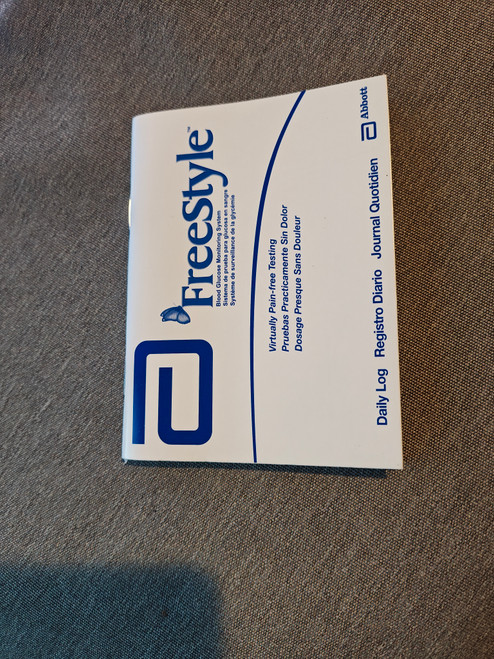 FreeStyle™
Blood Glucose Monitoring System
Sistema de prueba para glucosa en sangre
Système de surveillance de la glycémie
Virtually Pain-free Testing
Pruebas Practicamente Sin Dolor
Dosage Presque Sans Douleur
Daily Log Registro Diario Journal Quotidien
Abbott